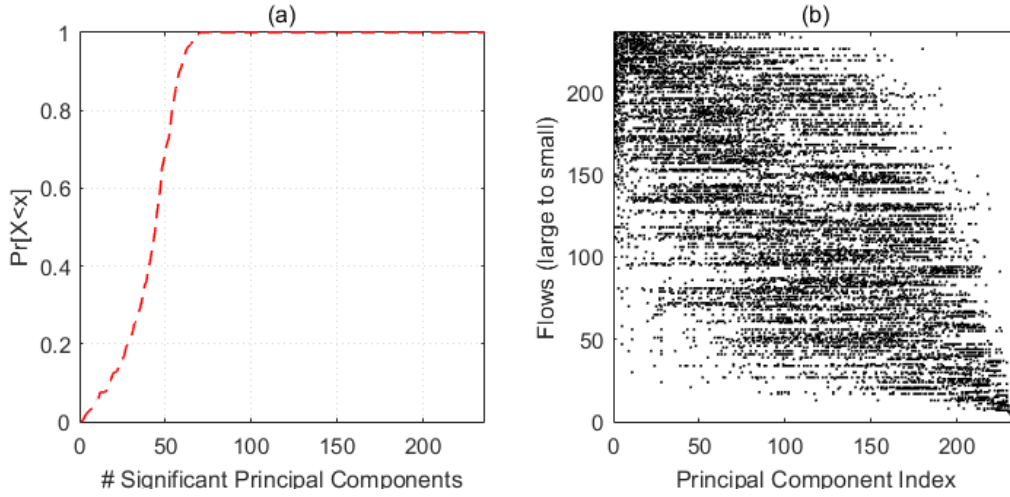 (a)
1
0.8
0.6
0.4
0.2
0
Pr[X<x]
0 50 100 150 200
# Significant Principal Components
(b)
200
150
100
50
0
Flows (large to small)
0 50 100 150 200
Principal Component Index